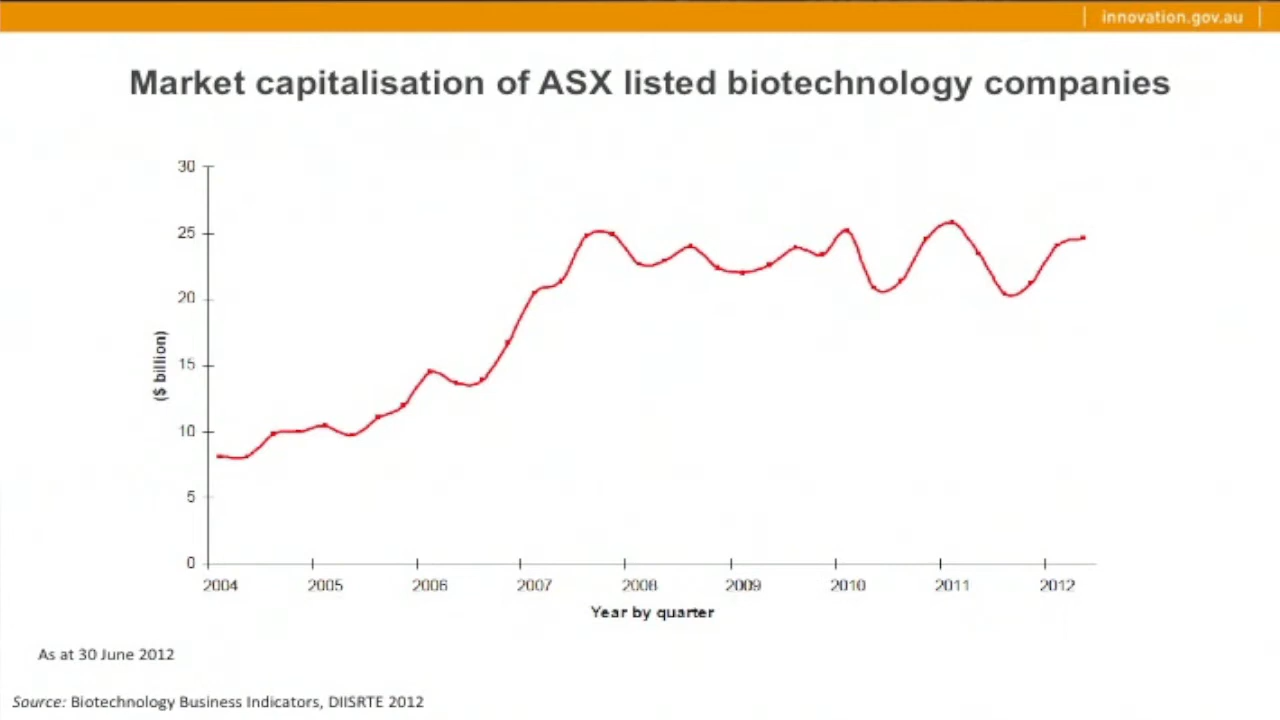 innovation.gov.au
Market capitalisation of ASX listed biotechnology companies
30
25
20
15
10
5
0
($ billion)
2004 2005 2006 2007 2008 2009 2010 2011 2012
Year by quarter
As at 30 June 2012
Source: Biotechnology Business Indicators, DIISRTE 2012